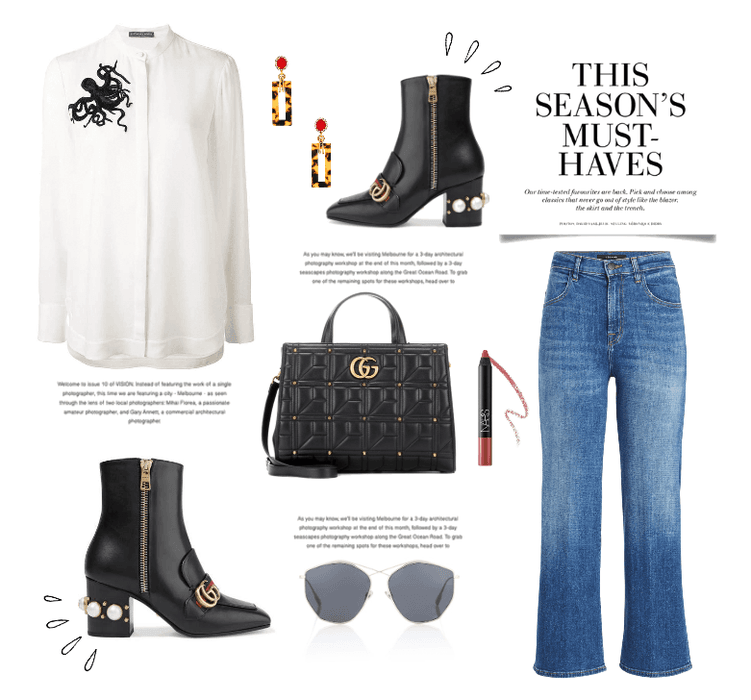 THIS
SEASON'S
MUST-
HAVES
Our time-tested favourites are back. Pick and choose among
classics that never go out of style like the blazer,
the skirt and the trench.
As you may know, we'll be visiting Melbourne for a 3-day architectural
photography workshop at the end of this month, followed by a 3-day
seascapes photography workshop along the Great Ocean Road. To grab
one of the remaining spots for these workshops, head over to
Welcome to issue 10 of VISION. Instead of featuring the work of a single
photographer, this time we are featuring a city - Melbourne - as seen
through the lens of two local photographers: Mihai Florea, a passionate
amateur photographer, and Gary Annett, a commercial architectural
photographer.
NARS
As you may know, we'll be visiting Melbourne for a 3-day architectural
photography workshop at the end of this month, followed by a 3-day
seascapes photography workshop along the Great Ocean Road. To grab
one of the remaining spots for these workshops, head over to